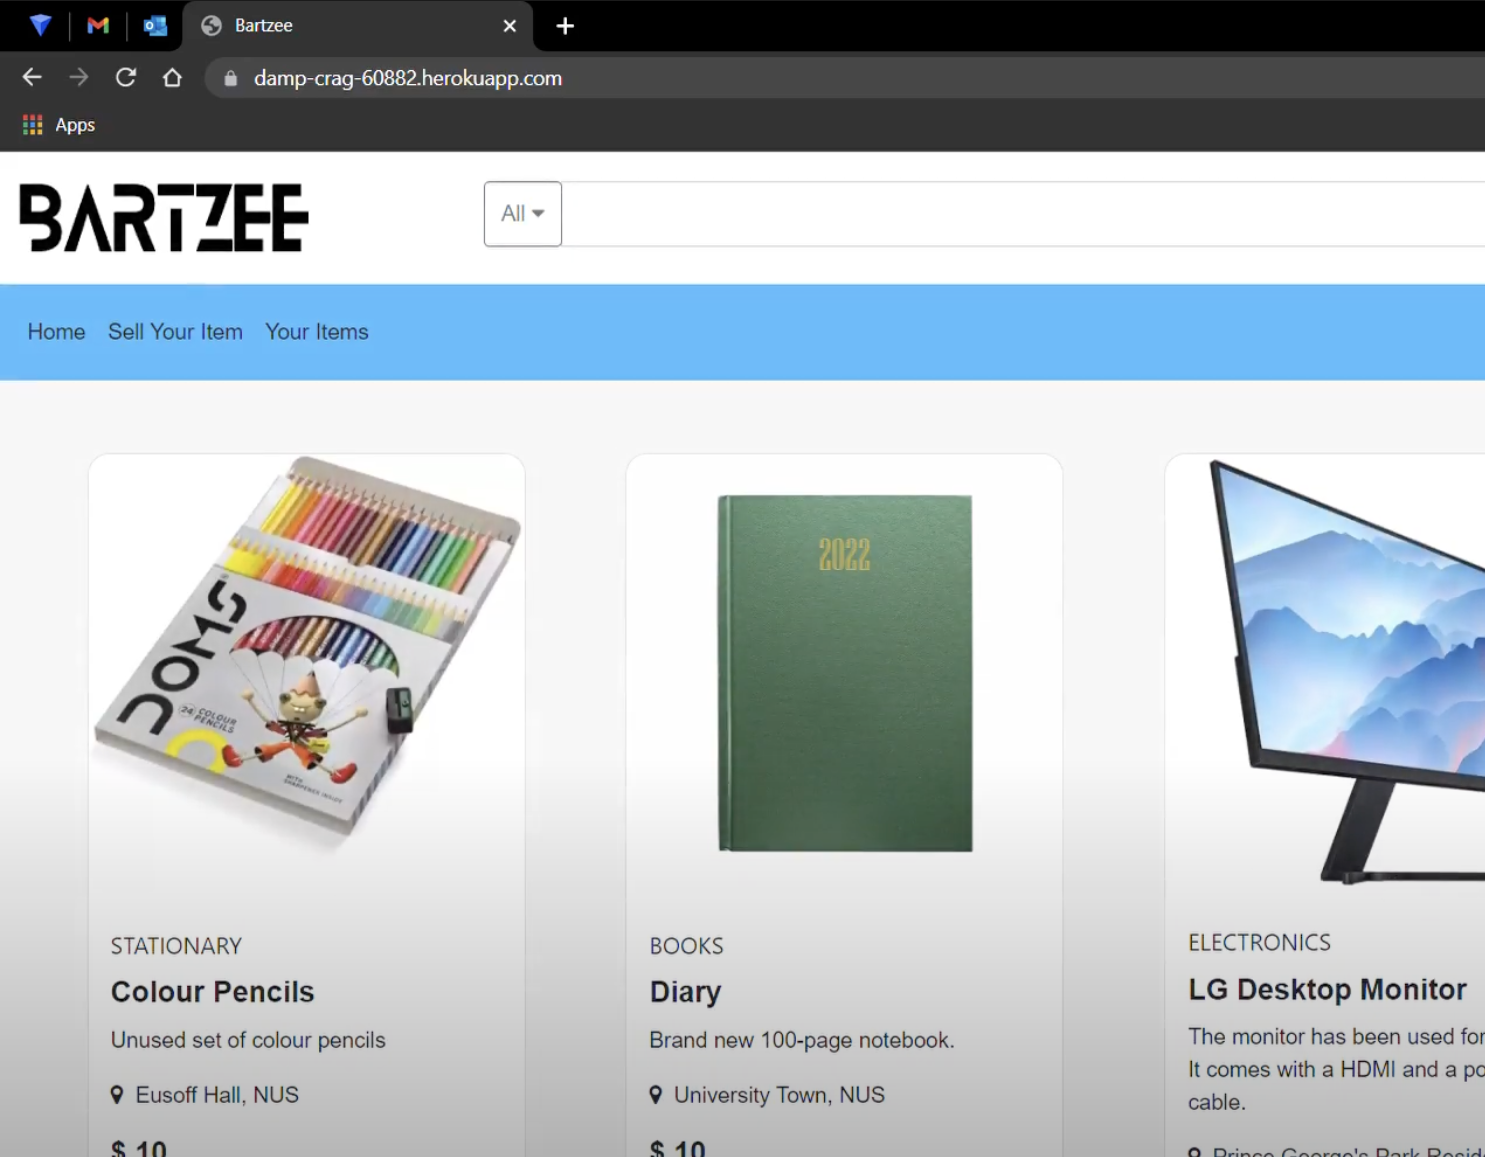 Bartzee
damp-crag-60882.herokuapp.com
Apps
BARTZEE
All
Home Sell Your Item Your Items
DOMS
24 COLOUR
PENCILS
WITH
SHARPENER INSIDE
2022
STATIONARY
Colour Pencils
Unused set of colour pencils
Eusoff Hall, NUS
$ 10
BOOKS
Diary
Brand new 100-page notebook.
University Town, NUS
$ 10
ELECTRONICS
LG Desktop Monitor
The monitor has been used for
It comes with a HDMI and a po
cable.
Prince George's Park Resid